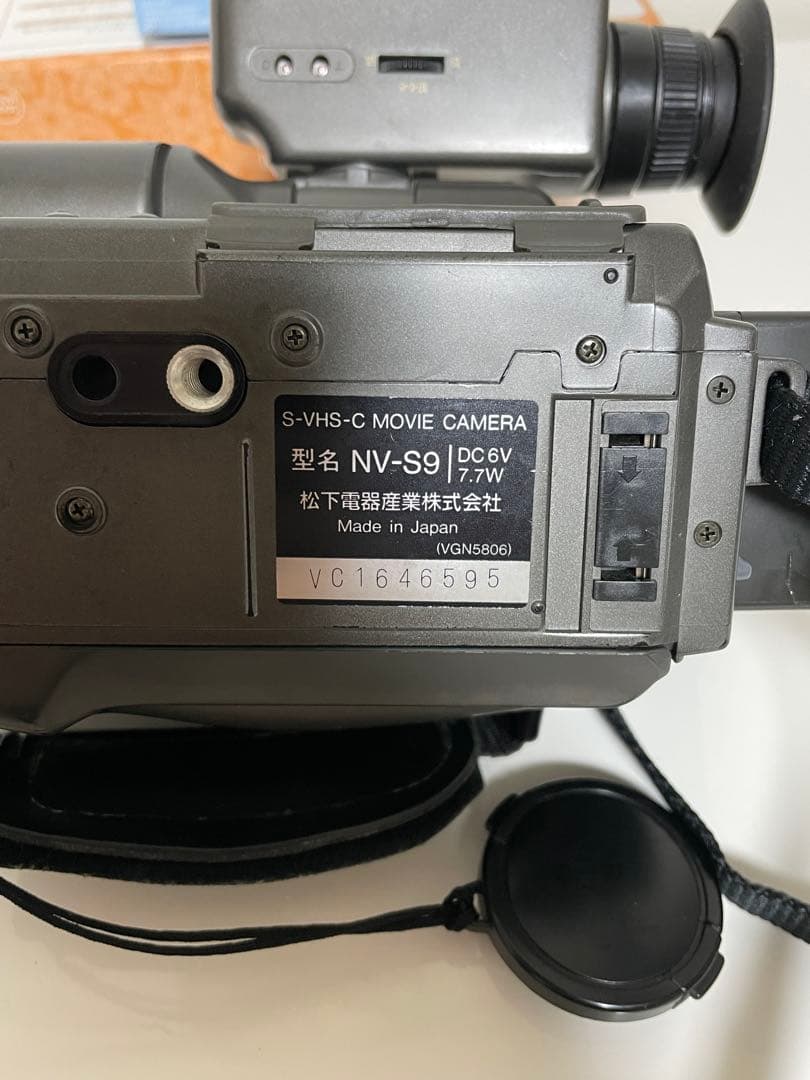 S-VHS-C MOVIE CAMERA
型名 NV-S9 DC 6V 7.7W
松下電器産業株式会社
Made in Japan
(VGN5806)
VC1646595